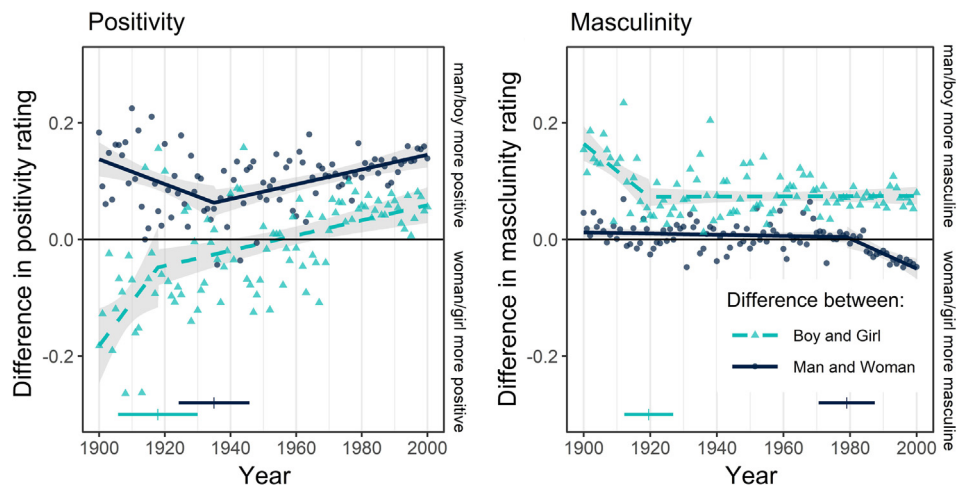 Positivity
Difference in positivity rating
0.2
0.0
-0.2
1900 1920 1940 1960 1980 2000
Year
man/boy more positive
woman/girl more positive
Masculinity
Difference in masculinity rating
0.2
0.0
-0.2
1900 1920 1940 1960 1980 2000
Year
man/boy more masculine
woman/girl more masculine
Difference between:
Boy and Girl
Man and Woman